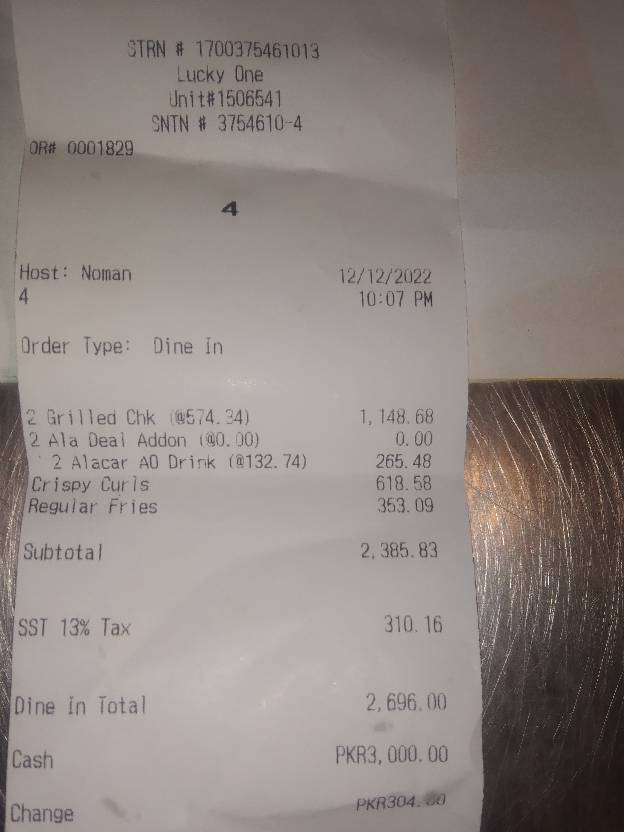 STRN # 1700375461013
Lucky One
Unit#1506541
SNTN # 3754610-4
OR# 0001829
4
Host: Noman 12/12/2022
4 10:07 PM
Order Type: Dine In
2 Grilled Chk (@574.34) 1,148.68
2 Ala Deal Addon (@0.00) 0.00
2 Alacar AO Drink (@132.74) 265.48
Crispy Curls 618.58
Regular Fries 353.09
Subtotal 2,385.83
SST 13% Tax 310.16
Dine In Total 2,696.00
Cash PKR3,000.00
Change PKR304.00